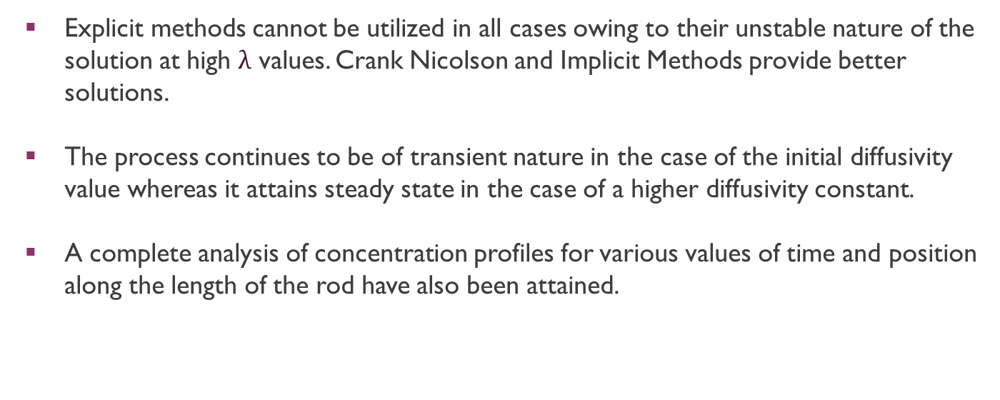 ▪ Explicit methods cannot be utilized in all cases owing to their unstable nature of the
solution at high λ values. Crank Nicolson and Implicit Methods provide better
solutions.
▪ The process continues to be of transient nature in the case of the initial diffusivity
value whereas it attains steady state in the case of a higher diffusivity constant.
▪ A complete analysis of concentration profiles for various values of time and position
along the length of the rod have also been attained.